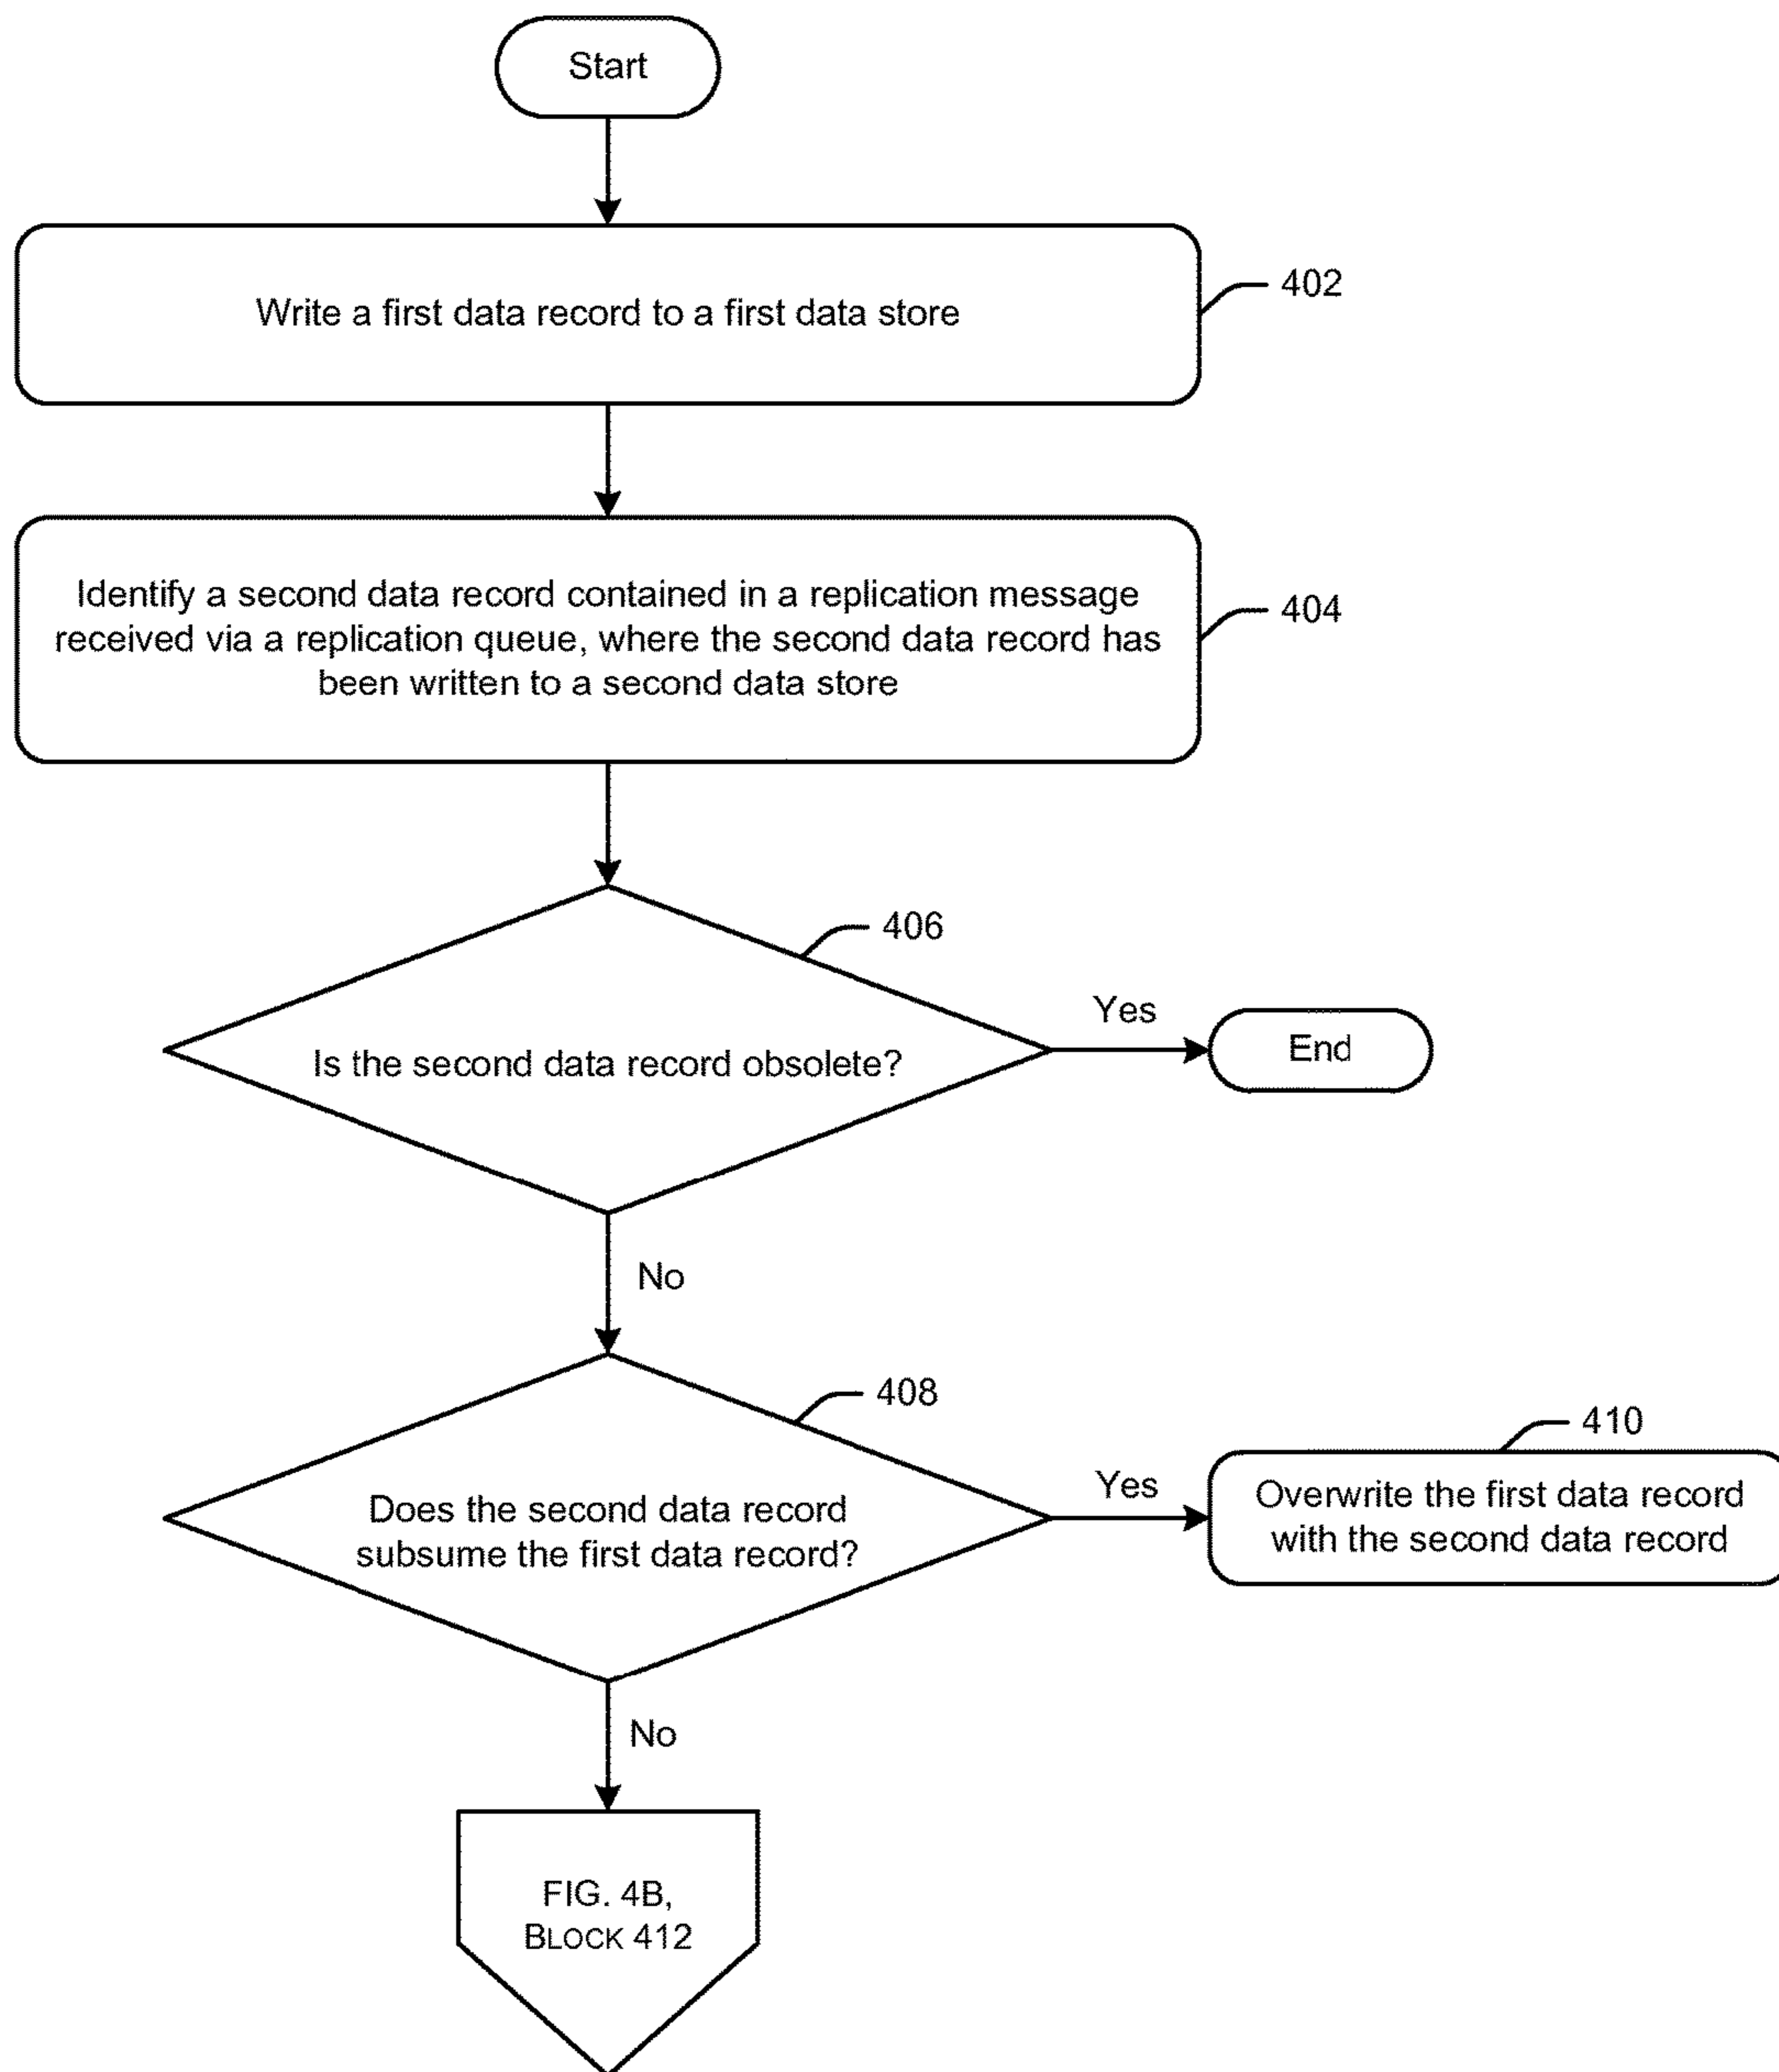 Start
Write a first data record to a first data store
402
Identify a second data record contained in a replication message
received via a replication queue, where the second data record has
been written to a second data store
404
406
Is the second data record obsolete?
Yes
End
No
408
Does the second data record
subsume the first data record?
Yes
410
Overwrite the first data record
with the second data record
No
FIG. 4B,
BLOCK 412